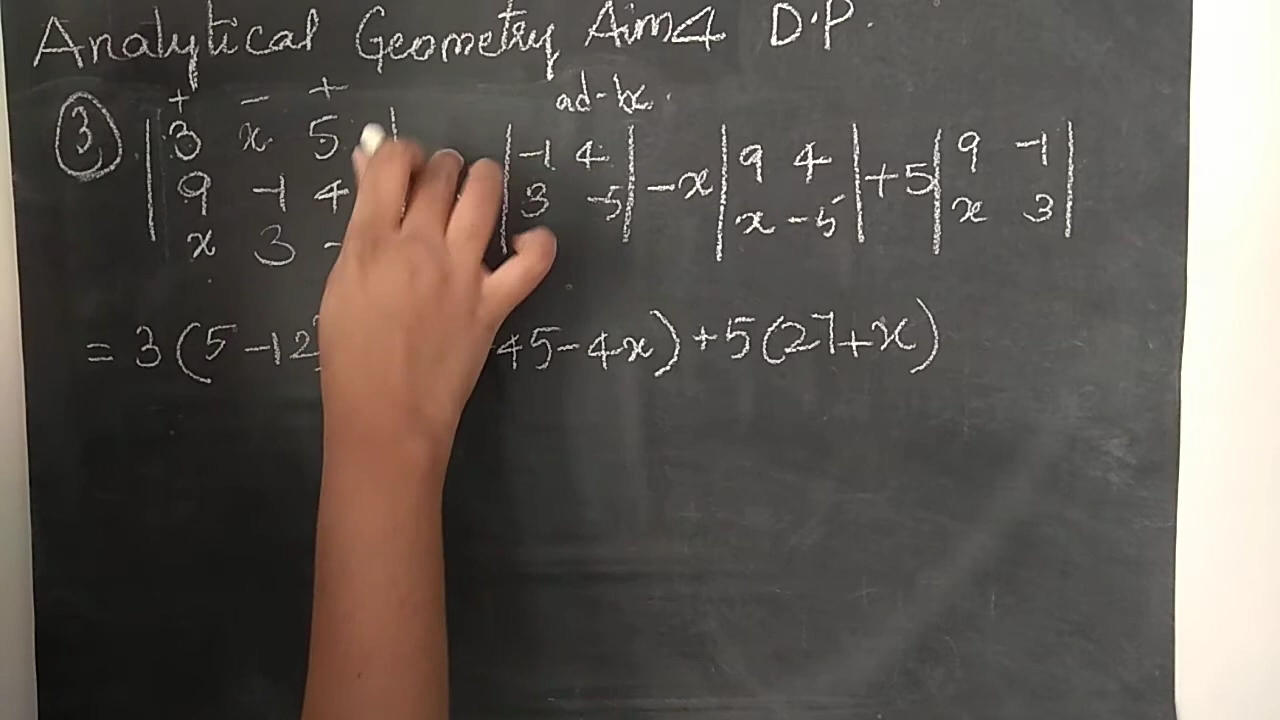 Analytical Geometry Aim4 D.P.
+ - + ad-bc.
3) | 3 x 5 | | -1 4 | -x | 9 4 | +5 | 9 -1 |
| 9 -1 4 | 3 -5 | | x -5 | | x 3 |
x 3 -
= 3(5-12 -45-4x)+5(27+x)